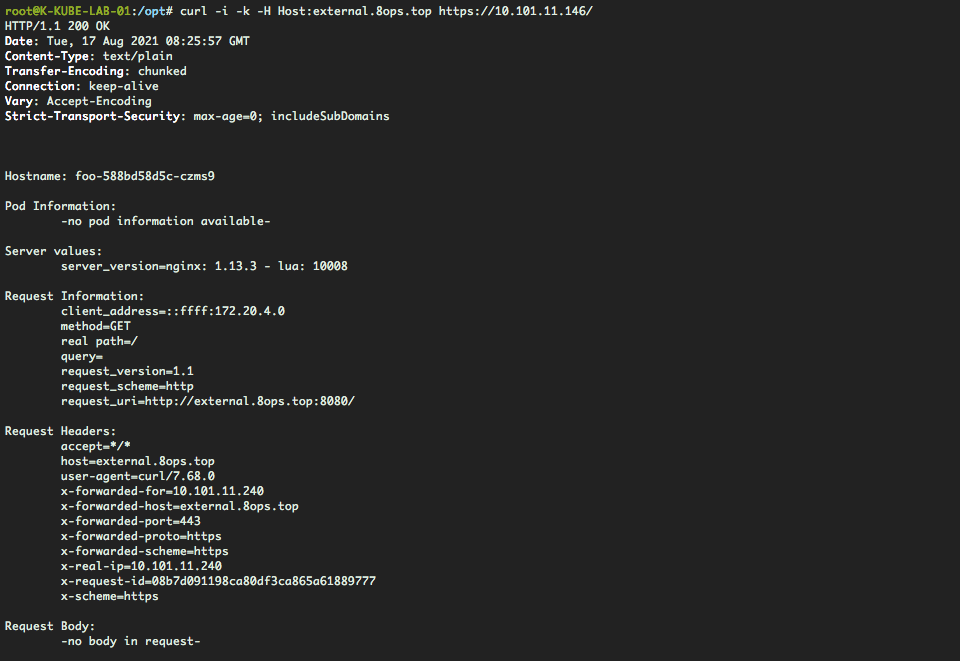 root@K-KUBE-LAB-01:/opt# curl -i -k -H Host:external.8ops.top https://10.101.11.146/
HTTP/1.1 200 OK
Date: Tue, 17 Aug 2021 08:25:57 GMT
Content-Type: text/plain
Transfer-Encoding: chunked
Connection: keep-alive
Vary: Accept-Encoding
Strict-Transport-Security: max-age=0; includeSubDomains
Hostname: foo-588bd58d5c-czms9
Pod Information:
-no pod information available-
Server values:
server_version=nginx: 1.13.3 - lua: 10008
Request Information:
client_address=::ffff:172.20.4.0
method=GET
real path=/
query=
request_version=1.1
request_scheme=http
request_uri=http://external.8ops.top:8080/
Request Headers:
accept=*/*
host=external.8ops.top
user-agent=curl/7.68.0
x-forwarded-for=10.101.11.240
x-forwarded-host=external.8ops.top
x-forwarded-port=443
x-forwarded-proto=https
x-forwarded-scheme=https
x-real-ip=10.101.11.240
x-request-id=08b7d091198ca80df3ca865a61889777
x-scheme=https
Request Body:
-no body in request-